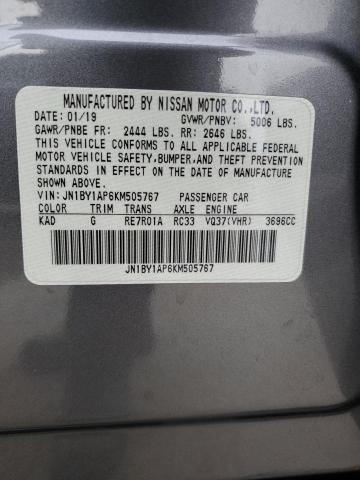 MANUFACTURED BY NISSAN MOTOR CO.,LTD.
DATE: 01/19 GVWR/PNBV: 5006 LBS.
GAWR/PNBE FR: 2444 LBS. RR: 2646 LBS.
THIS VEHICLE CONFORMS TO ALL APPLICABLE FEDERAL
MOTOR VEHICLE SAFETY,BUMPER,AND THEFT PREVENTION
STANDARDS IN EFFECT ON THE DATE OF MANUFACTURE
SHOWN ABOVE.
VIN:JN1BY1AP6KM505767 PASSENGER CAR
COLOR TRIM TRANS AXLE ENGINE
KAD G RE7R01A RC33 VQ37(VHR) 3696CC
JN1BY1AP6KM505767